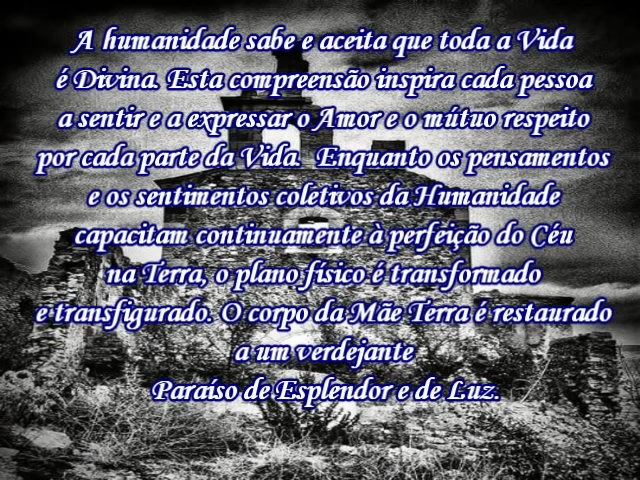 A humanidade sabe e aceita que toda a Vida
é Divina. Esta compreensão inspira cada pessoa
a sentir e a expressar o Amor e o mútuo respeito
por cada parte da Vida. Enquanto os pensamentos
e os sentimentos coletivos da Humanidade
capacitam continuamente à perfeição do Céu
na Terra, o plano físico é transformado
e transfigurado. O corpo da Mãe Terra é restaurado
a um verdejante
Paraíso de Esplendor e de Luz.